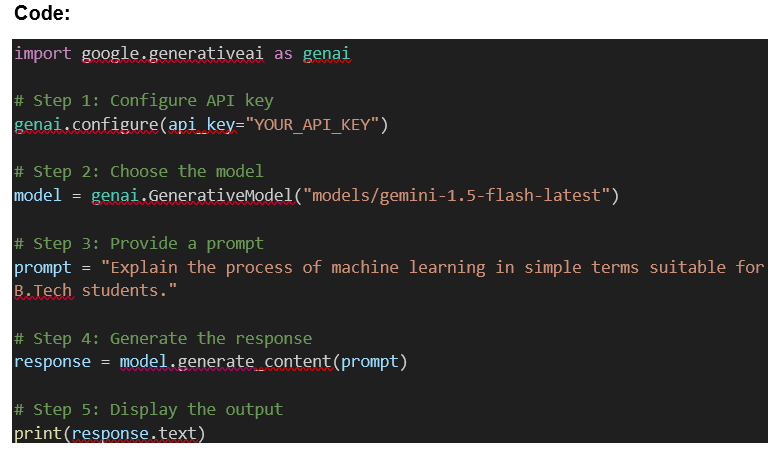 Code:
import google.generativeai as genai
# Step 1: Configure API key
genai.configure(api_key="YOUR_API_KEY")
# Step 2: Choose the model
model = genai.GenerativeModel("models/gemini-1.5-flash-latest")
# Step 3: Provide a prompt
prompt = "Explain the process of machine learning in simple terms suitable for
B.Tech students."
# Step 4: Generate the response
response = model.generate_content(prompt)
# Step 5: Display the output
print(response.text)